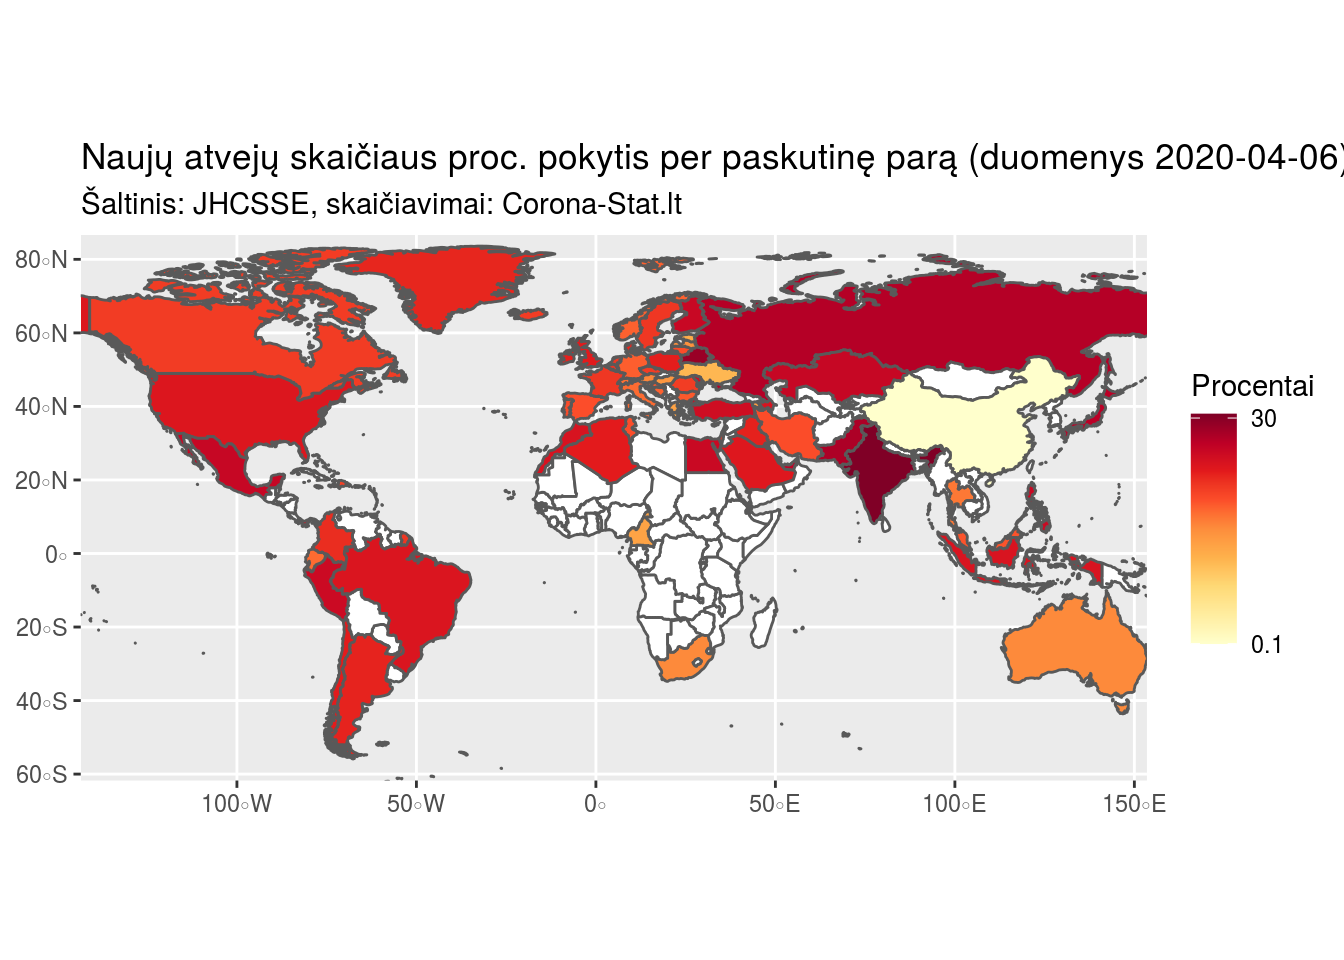 Naujų atvejų skaičiaus proc. pokytis per paskutinę parą (duomenys 2020-04-06)
Šaltinis: JHCSSE, skaičiavimai: Corona-Stat.lt
80°N
60°N
40°N
20°N
0°
20°S
40°S
60°S
100°W
50°W
0°
50°E
100°E
150°E
Procentai
30
0.1